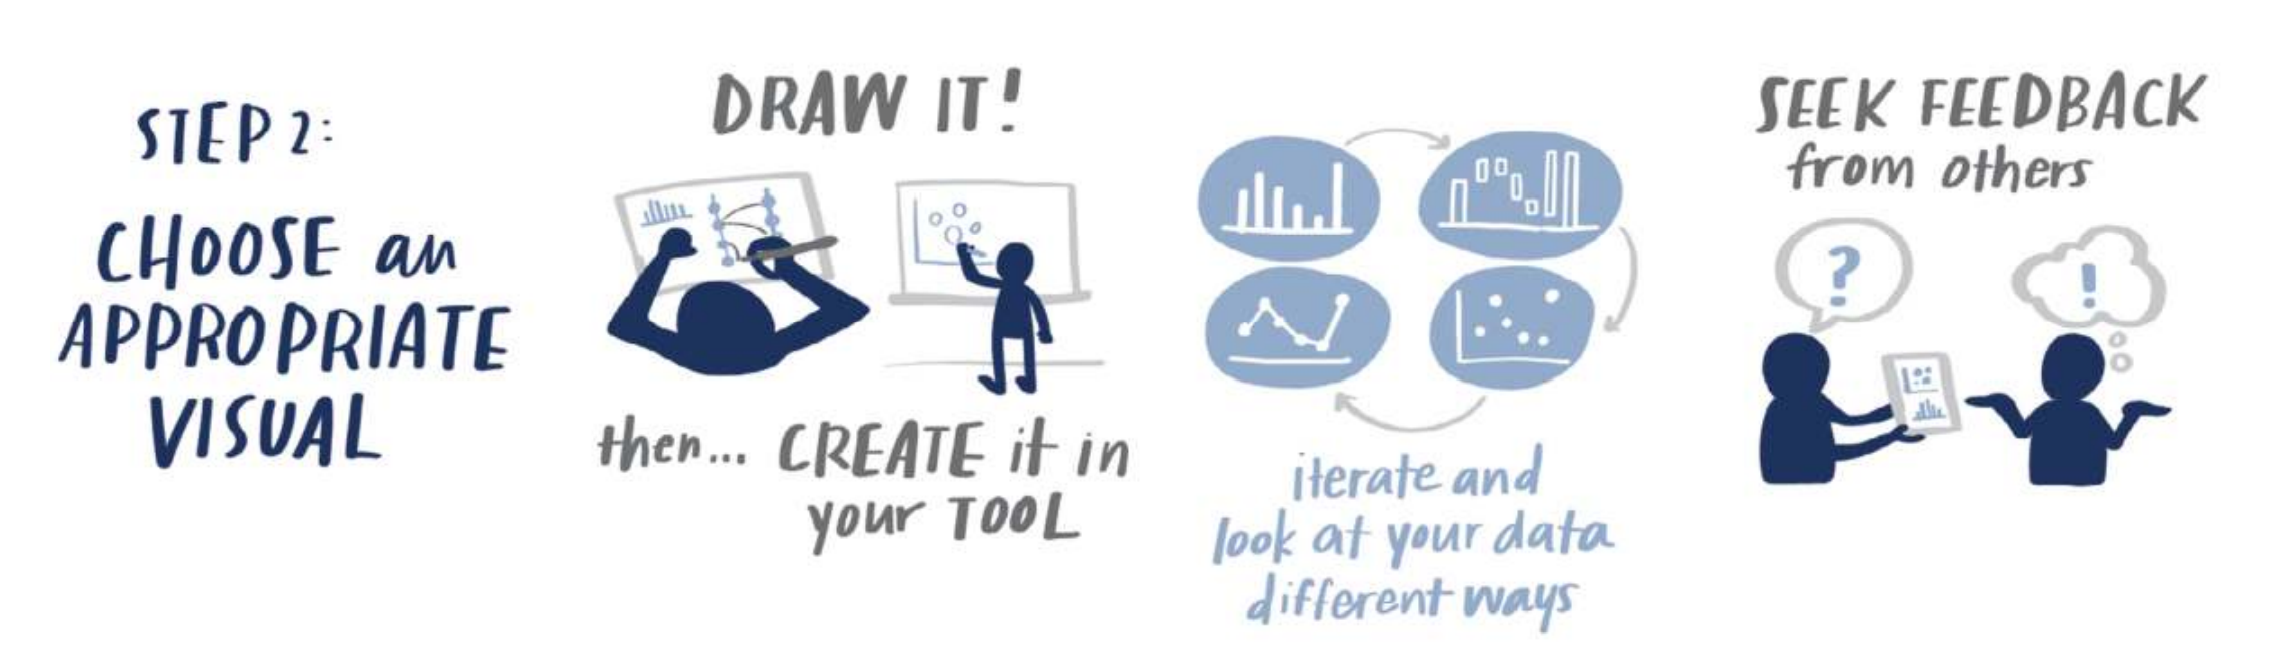 STEP 2:
CHOOSE an
APPROPRIATE
VISUAL
DRAW IT!
then... CREATE it in
your TOOL
iterate and
look at your data
different ways
SEEK FEEDBACK
from others
?
!